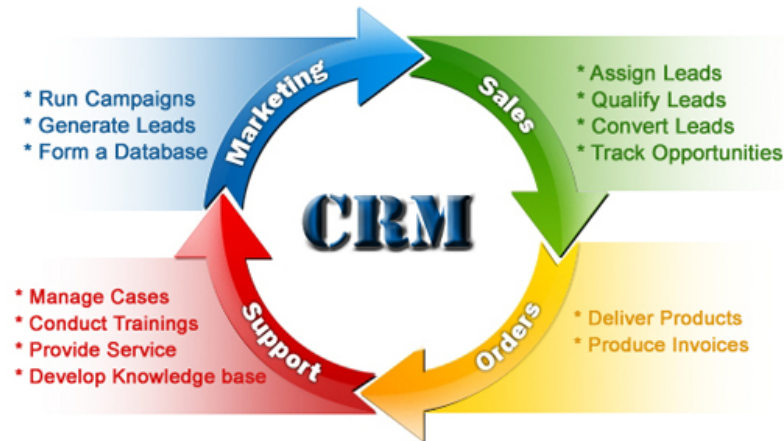 Marketing
* Run Campaigns
* Generate Leads
* Form a Database
Sales
* Assign Leads
* Qualify Leads
* Convert Leads
* Track Opportunities
CRM
Support
* Manage Cases
* Conduct Trainings
* Provide Service
* Develop Knowledge base
Orders
* Deliver Products
* Produce Invoices